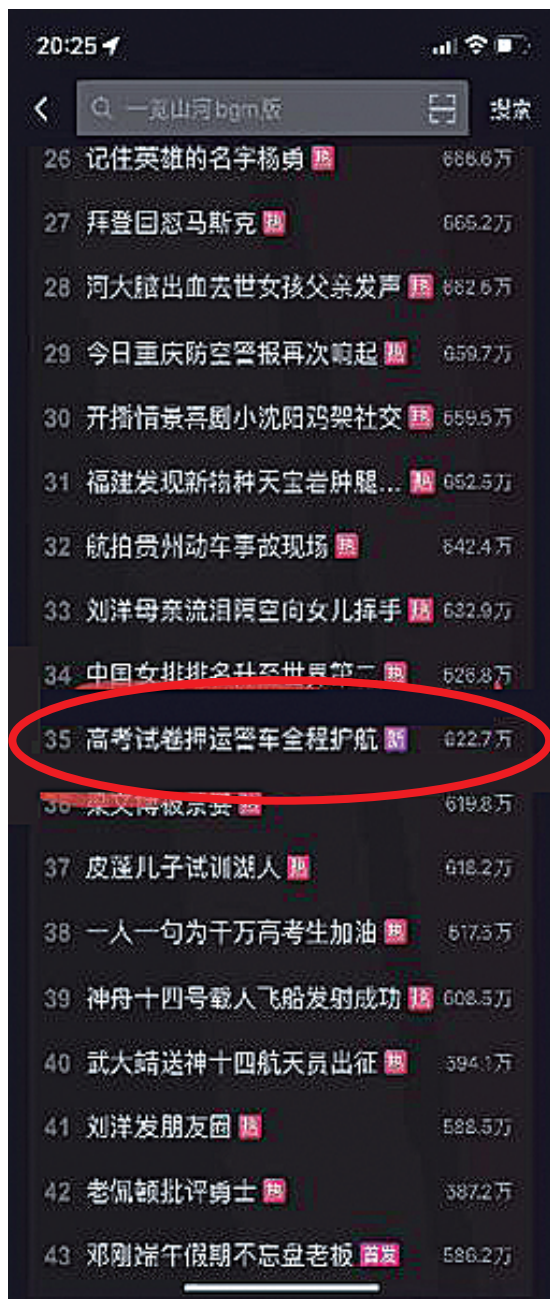 20:25
一览山河bgm版 搜索
26 记住英雄的名字杨勇 热 666.6万
27 拜登回怼马斯克 热 665.2万
28 河大脑出血去世女孩父亲发声 热 662.6万
29 今日重庆防空警报再次响起 热 659.7万
30 开播情景喜剧小沈阳鸡架社交 热 659.5万
31 福建发现新物种天宝岩肿腿... 热 652.5万
32 航拍贵州动车事故现场 热 642.4万
33 刘洋母亲流泪隔空向女儿挥手 热 632.9万
34 中国女排排名升至世界第二 热 626.8万
35 高考试卷押运警车全程护航 新 622.7万
36 梁文博被禁赛 热 619.8万
37 皮蓬儿子试训湖人 热 618.2万
38 一人一句为千万高考生加油 热 617.5万
39 神舟十四号载人飞船发射成功 热 608.5万
40 武大靖送神十四航天员出征 热 594.1万
41 刘洋发朋友圈 热 588.5万
42 老佩顿批评勇士 热 587.2万
43 邓刚端午假期不忘盘老板 首发 586.2万